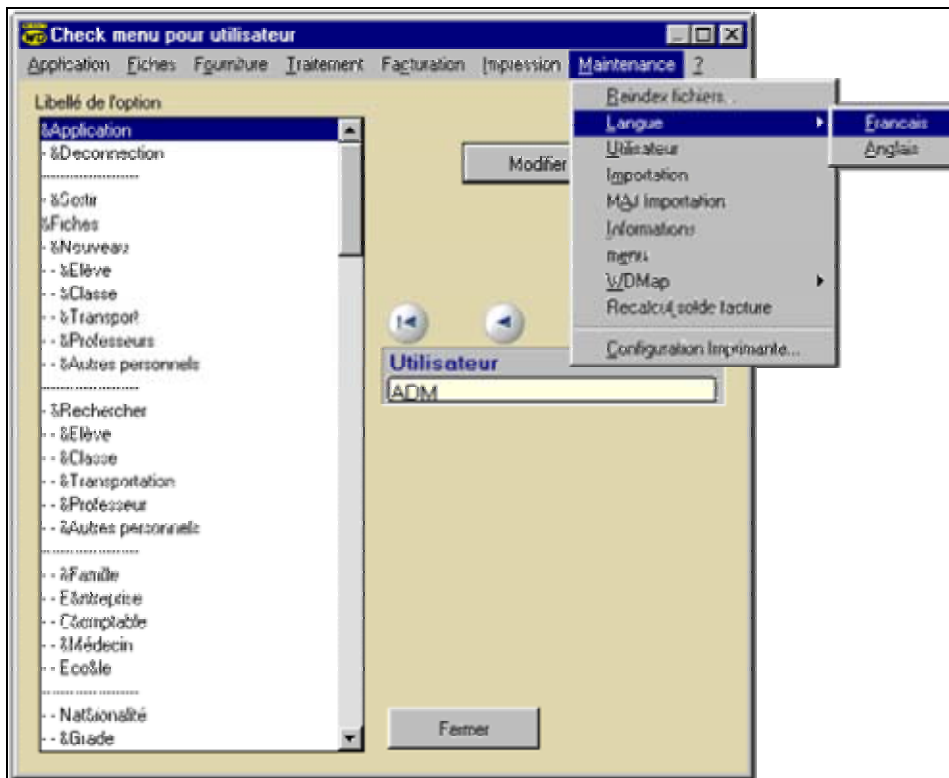 Check menu pour utilisateur
Application Fiches Fourniture Traitement Facturation Impression Maintenance ?
Libellé de l'option
&Application
- &Deconnection
-----------------------
- &Sortir
&Fiches
- &Nouveau
- - &Elève
- - &Classe
- - &Transport
- - &Professeurs
- - &Autres personnels
-----------------------
- &Rechercher
- - &Elève
- - &Classe
- - &Transportation
- - &Professeur
- - &Autres personnels
-----------------------
- - &Famille
- - E&ntreprise
- - C&omptable
- - &Médecin
- - Eco&le
-----------------------
- - Nat&ionalité
- - &Grade
Modifier
Utilisateur
ADM
Fermer
Reindex fichiers...
Langue
Utilisateur
Importation
MAJ Importation
Informations
menu
WDMap
Recalcul solde facture
Configuration Imprimante...
Francais
Anglais